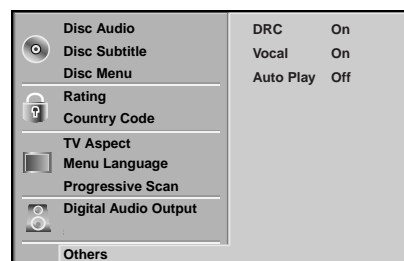 Disc Audio
Disc Subtitle
Disc Menu
Rating
Country Code
TV Aspect
Menu Language
Progressive Scan
Digital Audio Output
Others
DRC On
Vocal On
Auto Play Off